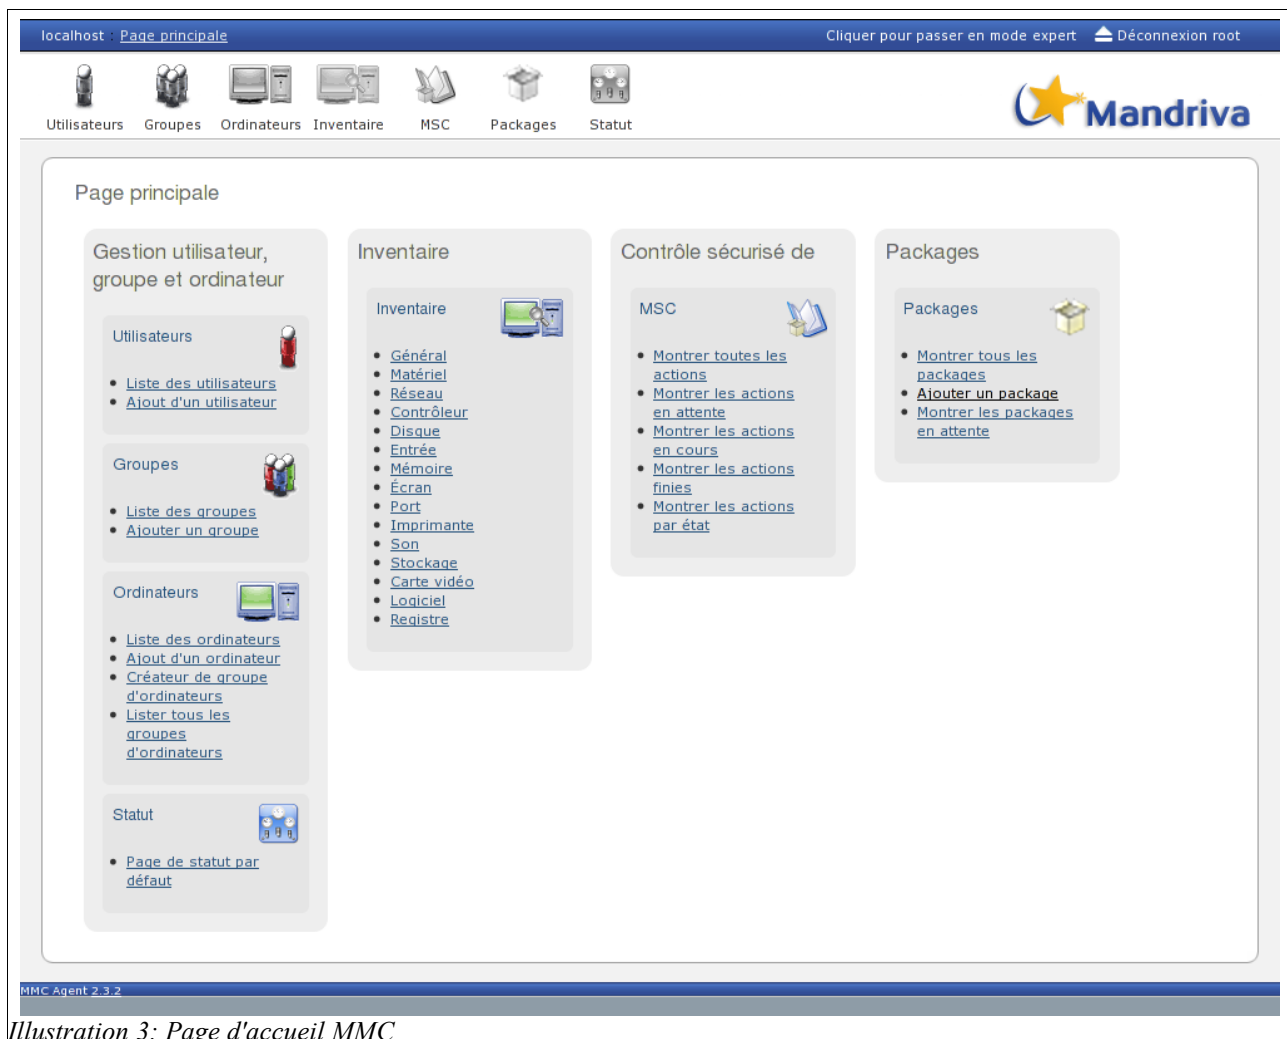 localhost : Page principale
Cliquer pour passer en mode expert
Déconnexion root
Utilisateurs
Groupes
Ordinateurs
Inventaire
MSC
Packages
Statut
Mandriva
Page principale
Gestion utilisateur,
groupe et ordinateur
Utilisateurs
Liste des utilisateurs
Ajout d'un utilisateur
Groupes
Liste des groupes
Ajouter un groupe
Ordinateurs
Liste des ordinateurs
Ajout d'un ordinateur
Créateur de groupe
d'ordinateurs
Lister tous les
groupes
d'ordinateurs
Statut
Page de statut par
défaut
Inventaire
Inventaire
Général
Matériel
Réseau
Contrôleur
Disque
Entrée
Mémoire
Écran
Port
Imprimante
Son
Stockage
Carte vidéo
Logiciel
Registre
Contrôle sécurisé de
MSC
Montrer toutes les
actions
Montrer les actions
en attente
Montrer les actions
en cours
Montrer les actions
finies
Montrer les actions
par état
Packages
Packages
Montrer tous les
packages
Ajouter un package
Montrer les packages
en attente
MMC Agent 2.3.2
Illustration 3: Page d'accueil MMC